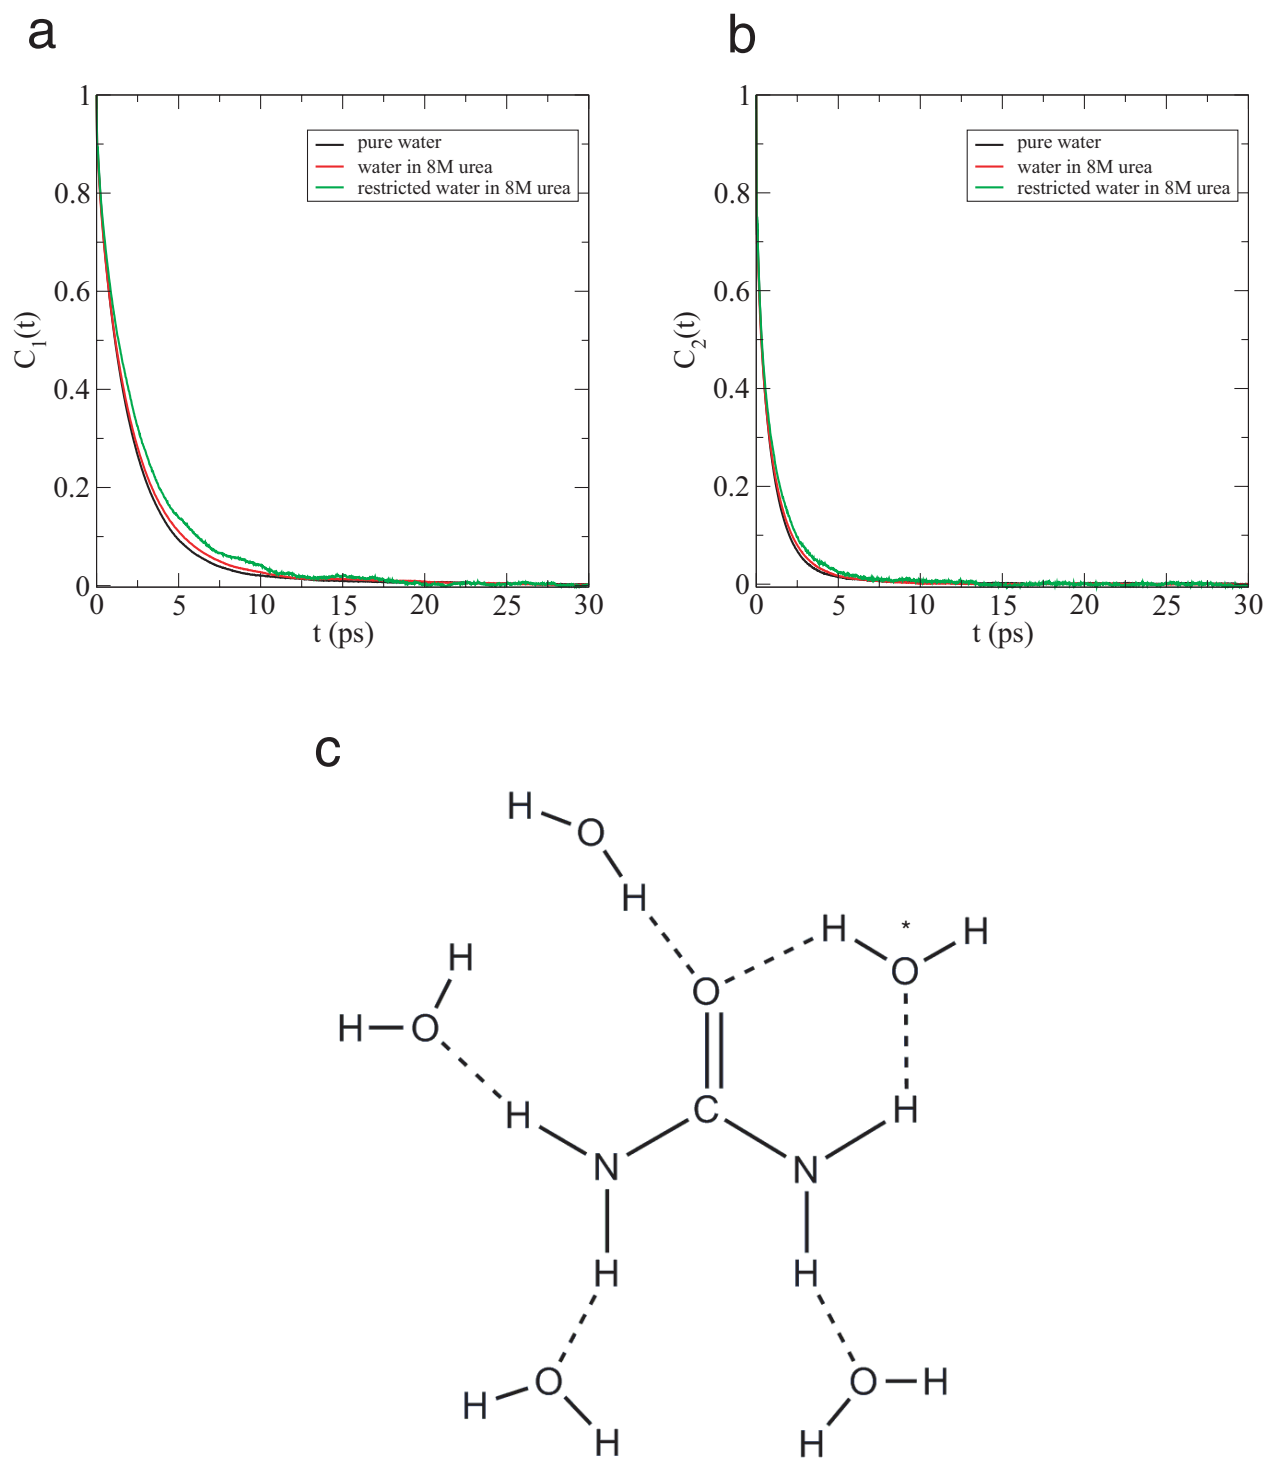 a
b
1
0.8
0.6
0.4
0.2
0
C1(t)
pure water
water in 8M urea
restricted water in 8M urea
0 5 10 15 20 25 30
t (ps)
1
0.8
0.6
0.4
0.2
0
C2(t)
pure water
water in 8M urea
restricted water in 8M urea
0 5 10 15 20 25 30
t (ps)
c
H
O
H
H * H
H
O
O
H O
H
C H
N N
H H
O O H
H
H H